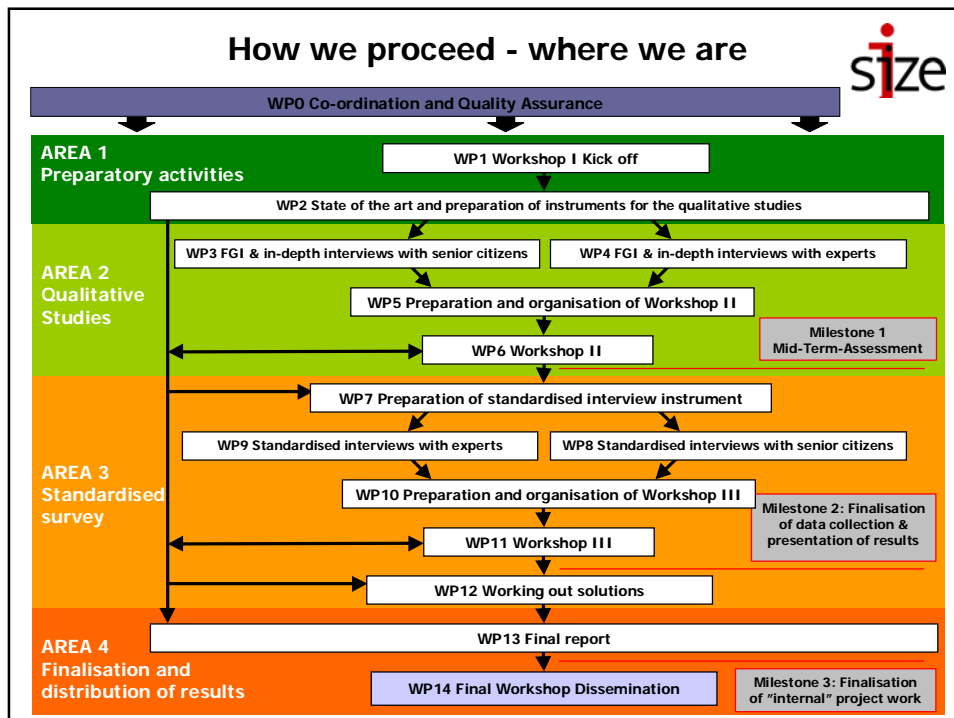 How we proceed - where we are
size
WP0 Co-ordination and Quality Assurance
AREA 1
Preparatory activities
WP1 Workshop I Kick off
WP2 State of the art and preparation of instruments for the qualitative studies
WP3 FGI & in-depth interviews with senior citizens
WP4 FGI & in-depth interviews with experts
AREA 2
Qualitative
Studies
WP5 Preparation and organisation of Workshop II
Milestone 1
Mid-Term-Assessment
WP6 Workshop II
WP7 Preparation of standardised interview instrument
WP9 Standardised interviews with experts
WP8 Standardised interviews with senior citizens
AREA 3
Standardised
survey
WP10 Preparation and organisation of Workshop III
Milestone 2: Finalisation
of data collection &
presentation of results
WP11 Workshop III
WP12 Working out solutions
AREA 4
Finalisation and
distribution of results
WP13 Final report
WP14 Final Workshop Dissemination
Milestone 3: Finalisation
of "internal" project work